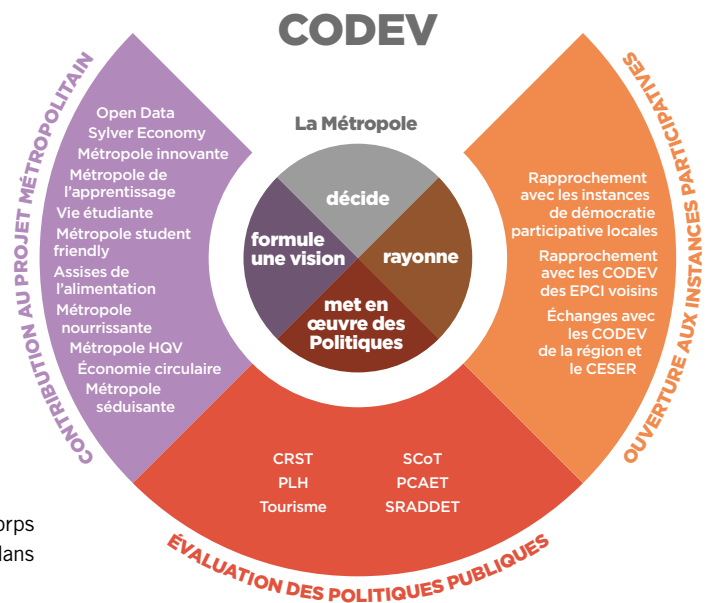 CODEV
La Métropole
décide
formule
une vision
rayonne
met en
œuvre des
Politiques
CONTRIBUTION AU PROJET MÉTROPOLITAIN
Open Data
Sylver Economy
Métropole innovante
Métropole de
l'apprentissage
Vie étudiante
Métropole student
friendly
Assises de
l'alimentation
Métropole
nourrissante
Métropole HQV
Économie circulaire
Métropole
séduisante
OUVERTURE AUX INSTANCES PARTICIPATIVES
Rapprochement
avec les instances
de démocratie
participative locales
Rapprochement
avec les CODEV
des EPCI voisins
Échanges avec
les CODEV
de la région et
le CESER
CRST
PLH
Tourisme
SCoT
PCAET
SRADDET
ÉVALUATION DES POLITIQUES PUBLIQUES